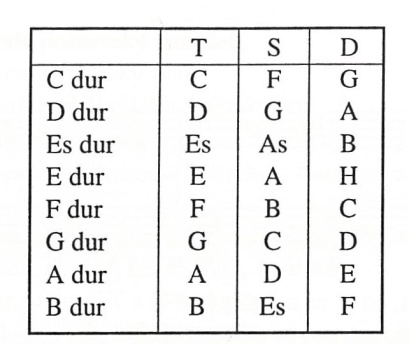 T S D
C dur C F G
D dur D G A
Es dur Es As B
E dur E A H
F dur F B C
G dur G C D
A dur A D E
B dur B Es F